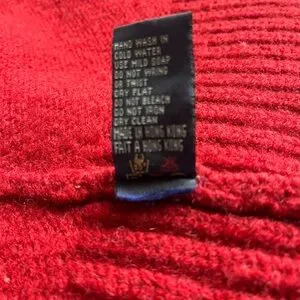 HAND WASH IN
COLD WATER
USE MILD SOAP
DO NOT WRING
OR TWIST
DRY FLAT
DO NOT BLEACH
DO NOT IRON
DRY CLEAN
MADE IN HONG KONG
FAIT A HONG KONG